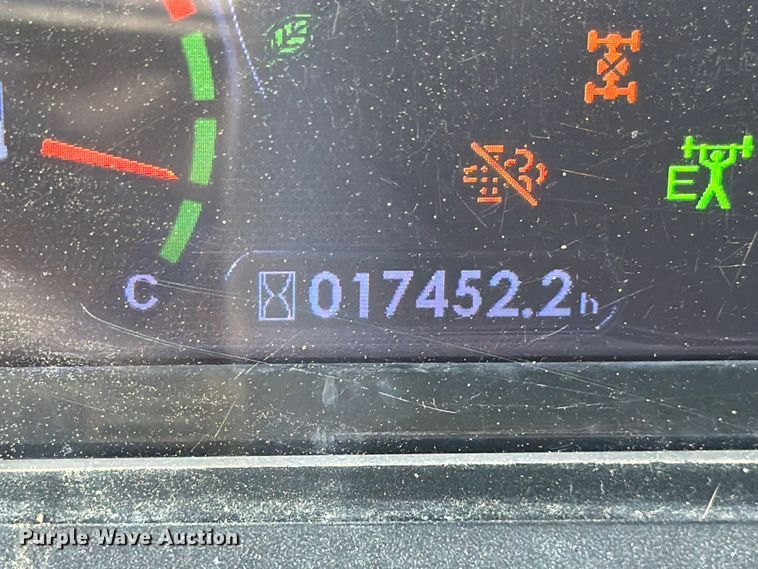 E
C
017452.2h
Purple Wave Auction